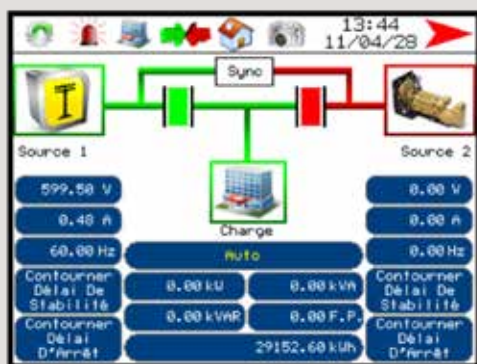 13:44
11/04/28
Sync
Source 1
Source 2
Charge
599.50 V
0.00 V
0.48 A
0.00 A
60.00 Hz
Auto
0.00 Hz
Contourner
Délai De
Stabilité
0.00 kW
0.00 kVA
Contourner
Délai De
Stabilité
0.00 kVAR
0.00 F.P.
Contourner
Délai
D'Arrêt
29152.60 kWh
Contourner
Délai
D'Arrêt